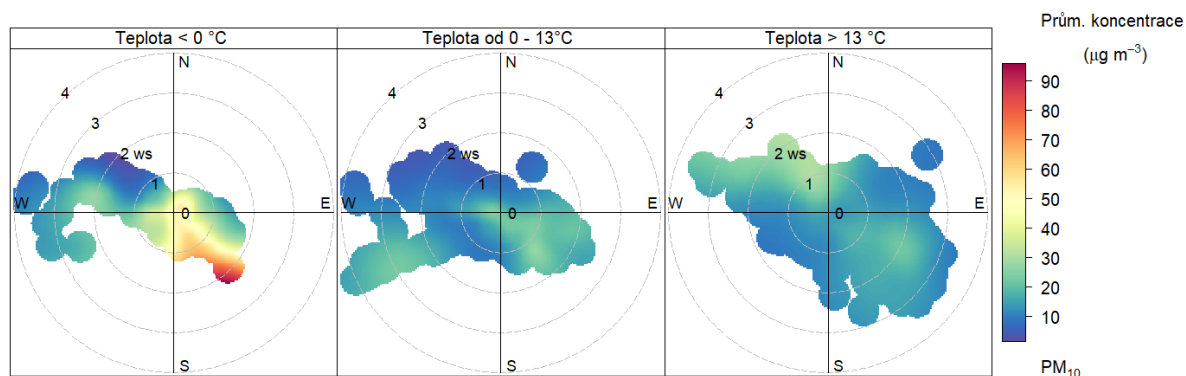 Teplota < 0 °C
N
4
3
2 ws
1
0
W
E
S
Teplota od 0 - 13°C
N
4
3
2 ws
1
0
W
E
S
Teplota > 13 °C
N
4
3
2 ws
1
0
W
E
S
Prům. koncentrace
(μg m⁻³)
90
80
70
60
50
40
30
20
10
PM₁₀